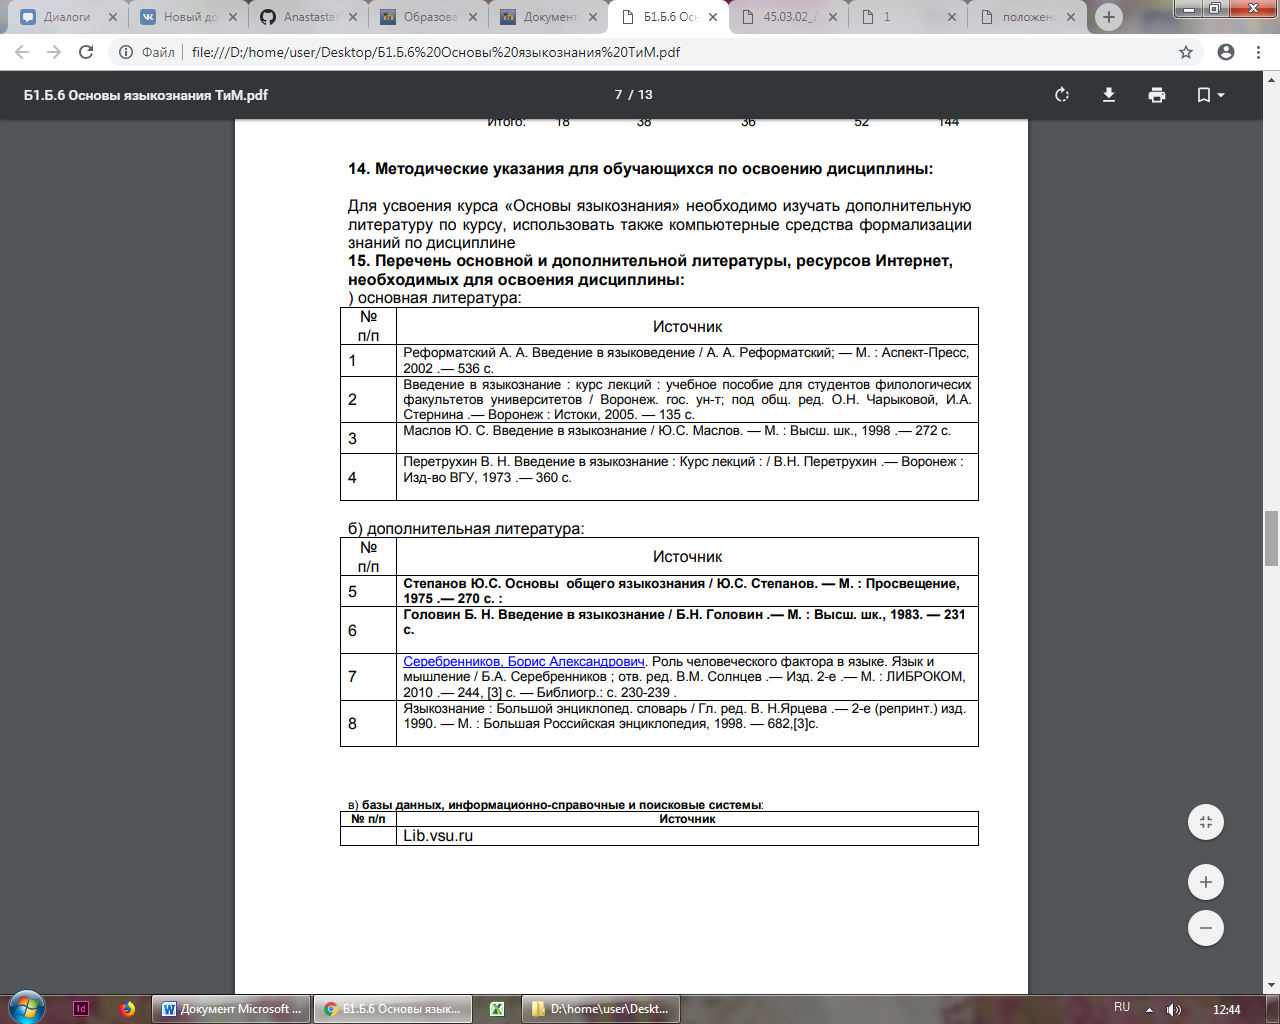 Диалоги
Новый до
Anastastas
Образова
Документ
Б1.Б.6 Осн
45.03.02_
1
положени
Файл | file:///D:/home/user/Desktop/Б1.Б.6%20Основы%20языкознания%20ТиМ.pdf
Б1.Б.6 Основы языкознания ТиМ.pdf
7 / 13
Итого: 18 38 36 52 144
14. Методические указания для обучающихся по освоению дисциплины:
Для усвоения курса «Основы языкознания» необходимо изучать дополнительную
литературу по курсу, использовать также компьютерные средства формализации
знаний по дисциплине
15. Перечень основной и дополнительной литературы, ресурсов Интернет,
необходимых для освоения дисциплины:
) основная литература:
№
п/п
Источник
1
Реформатский А. А. Введение в языковедение / А. А. Реформатский; — М. : Аспект-Пресс,
2002 .— 536 с.
2
Введение в языкознание : курс лекций : учебное пособие для студентов филологичесих
факультетов университетов / Воронеж. гос. ун-т; под общ. ред. О.Н. Чарыковой, И.А.
Стернина .— Воронеж : Истоки, 2005. — 135 с.
3
Маслов Ю. С. Введение в языкознание / Ю.С. Маслов. — М. : Высш. шк., 1998 .— 272 с.
4
Перетрухин В. Н. Введение в языкознание : Курс лекций : / В.Н. Перетрухин .— Воронеж :
Изд-во ВГУ, 1973 .— 360 с.
б) дополнительная литература:
№
п/п
Источник
5
Степанов Ю.С. Основы  общего языкознания / Ю.С. Степанов. — М. : Просвещение,
1975 .— 270 с. :
6
Головин Б. Н. Введение в языкознание / Б.Н. Головин .— М. : Высш. шк., 1983. — 231
с.
7
Серебренников, Борис Александрович. Роль человеческого фактора в языке. Язык и
мышление / Б.А. Серебренников ; отв. ред. В.М. Солнцев .— Изд. 2-е .— М. : ЛИБРОКОМ,
2010 .— 244, [3] с. — Библиогр.: с. 230-239 .
8
Языкознание : Большой энциклопед. словарь / Гл. ред. В. Н.Ярцева .— 2-е (репринт.) изд.
1990. — М. : Большая Российская энциклопедия, 1998. — 682,[3]с.
в) базы данных, информационно-справочные и поисковые системы:
№ п/п Источник
Lib.vsu.ru
Id
Документ Microsoft ...
Б1.Б.6 Основы язык...
D:\home\user\Deskt...
RU
12:44